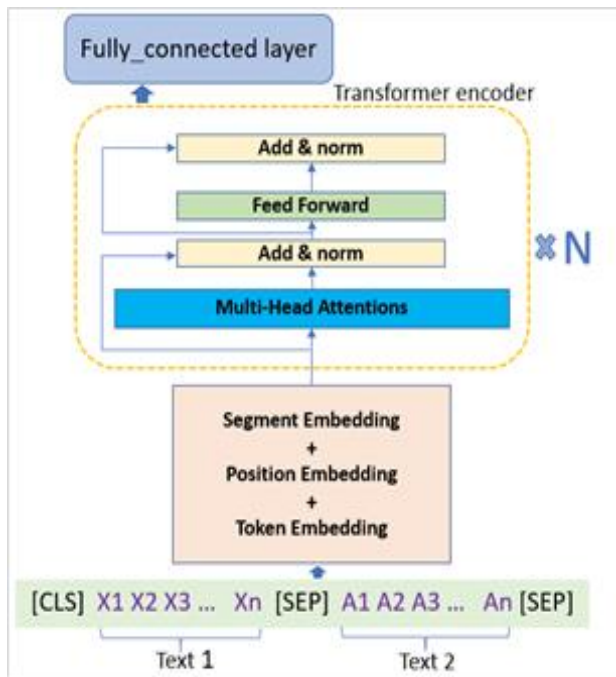 Fully_connected layer
Transformer encoder
Add & norm
Feed Forward
Add & norm
N
Multi-Head Attentions
Segment Embedding
+
Position Embedding
+
Token Embedding
[CLS] X1 X2 X3 ... Xn [SEP] A1 A2 A3 ... An [SEP]
Text 1 Text 2